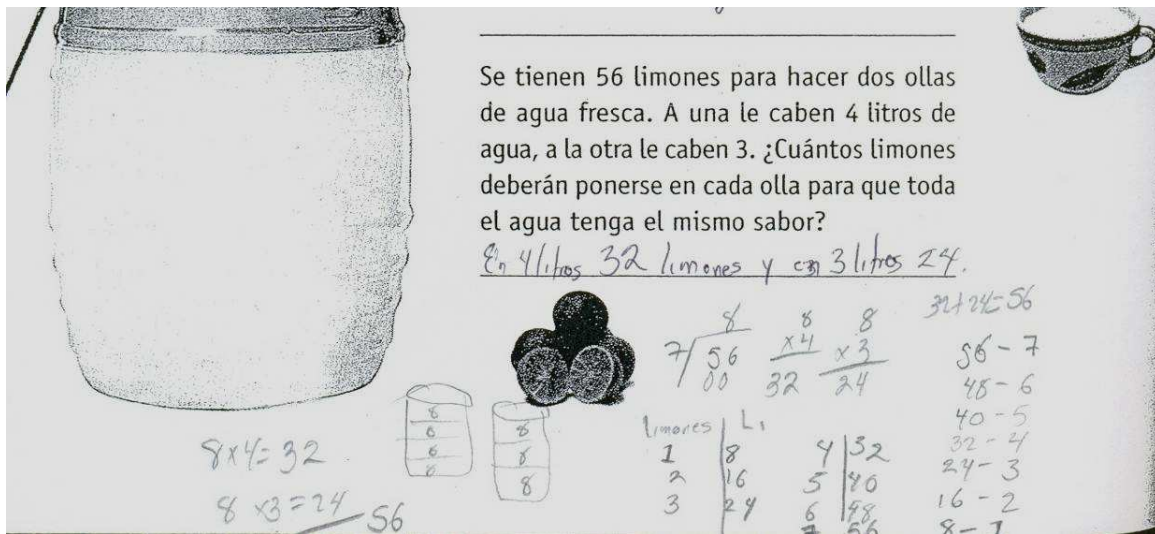 Se tienen 56 limones para hacer dos ollas
de agua fresca. A una le caben 4 litros de
agua, a la otra le caben 3. ¿Cuántos limones
deberán ponerse en cada olla para que toda
el agua tenga el mismo sabor?
En 4 litros 32 limones y en 3 litros 24.
32+24=56
8
7/56
00
8
x4
32
8
x3
24
56-7
48-6
40-5
32-4
24-3
16-2
8-1
limones | L.
1 | 8
2 | 16
3 | 24
4 | 32
5 | 40
6 | 48
7 | 56
8
8
8
8
8
8
8
8x4=32
8x3=24
56